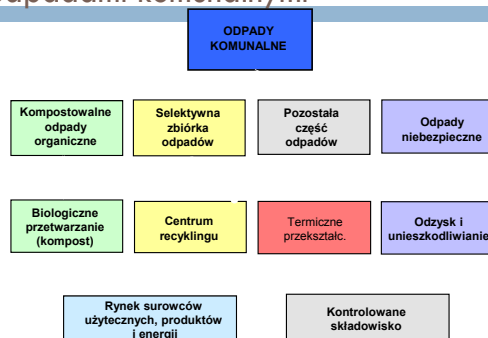 odpadami komunalnymi
ODPADY
KOMUNALNE
Kompostowalne
odpady
organiczne
Selektywna
zbiórka
odpadów
Pozostała
część
odpadów
Odpady
niebezpieczne
Biologiczne
przetwarzanie
(kompost)
Centrum
recyklingu
Termiczne
przekształc.
Odzysk i
unieszkodliwianie
Rynek surowców
użytecznych, produktów
i energii
Kontrolowane
składowisko